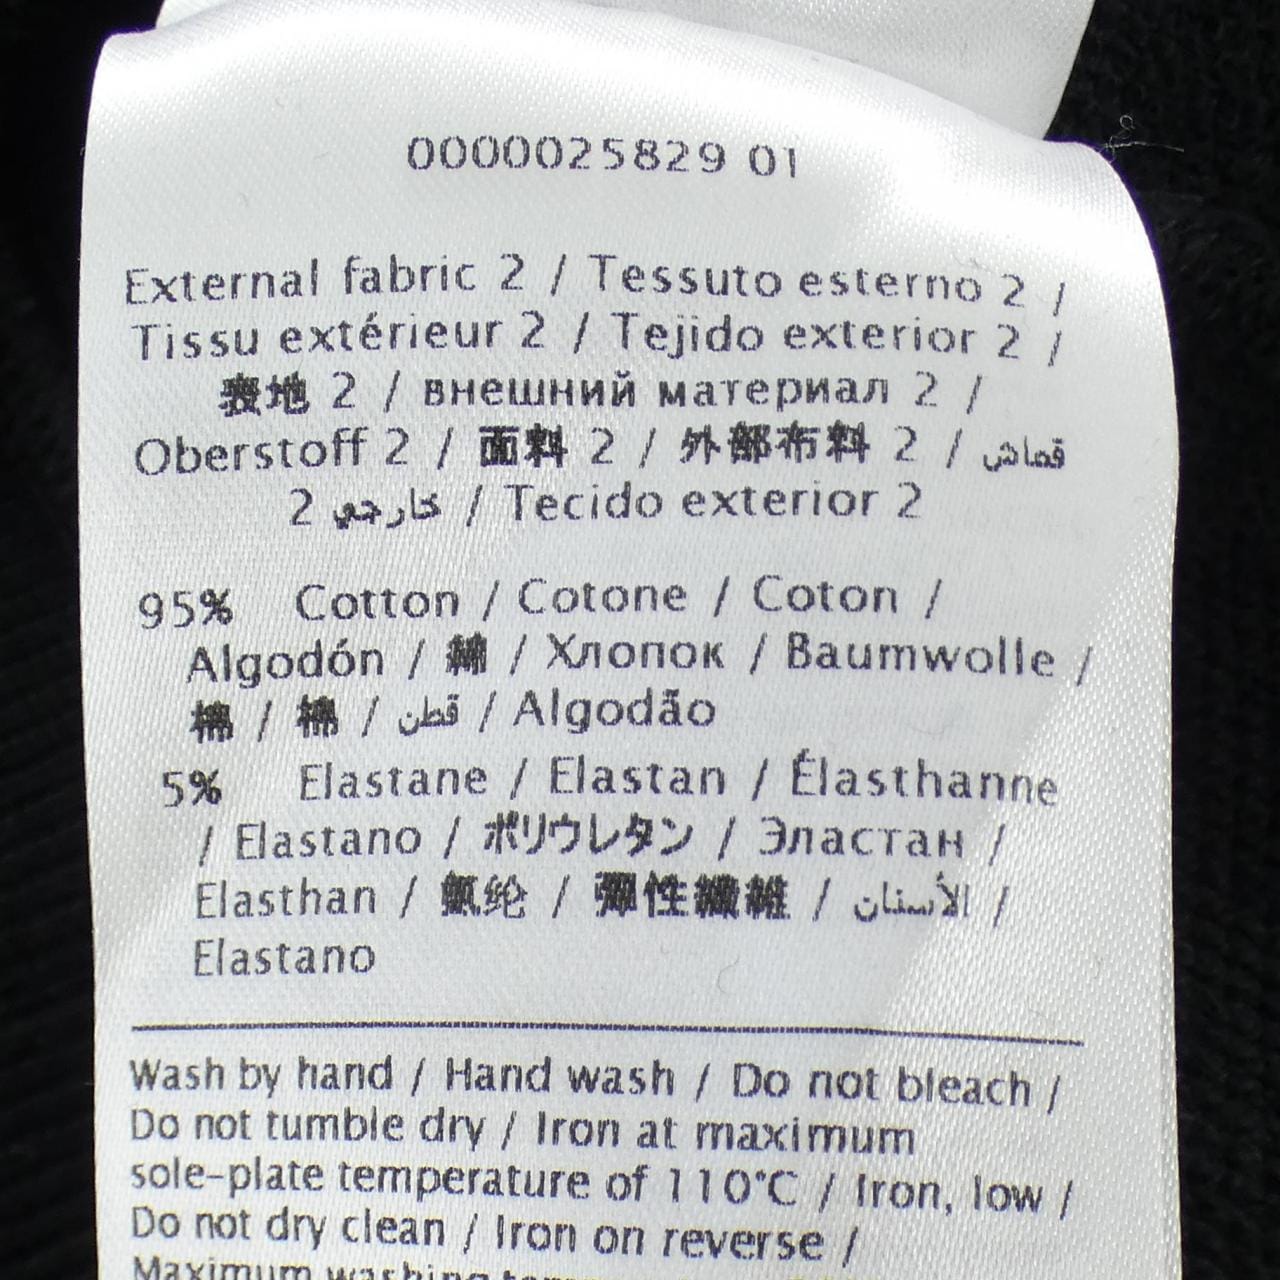 0000025829 01
External fabric 2 / Tessuto esterno 2 /
Tissu extérieur 2 / Tejido exterior 2 /
表地 2 / внешний материал 2 /
Oberstoff 2 / 面料 2 / 外部布料 2 / قماش
خارجي 2 / Tecido exterior 2
95% Cotton / Cotone / Coton /
Algodón / 綿 / Хлопок / Baumwolle /
棉 / 棉 / قطن / Algodão
5% Elastane / Elastan / Élasthanne
/ Elastano / ポリウレタン / Эластан /
Elasthan / 氨纶 / 彈性纖維 / الأستان /
Elastano
Wash by hand / Hand wash / Do not bleach /
Do not tumble dry / Iron at maximum
sole-plate temperature of 110°C / Iron, low /
Do not dry clean / Iron on reverse /
Maximum washing